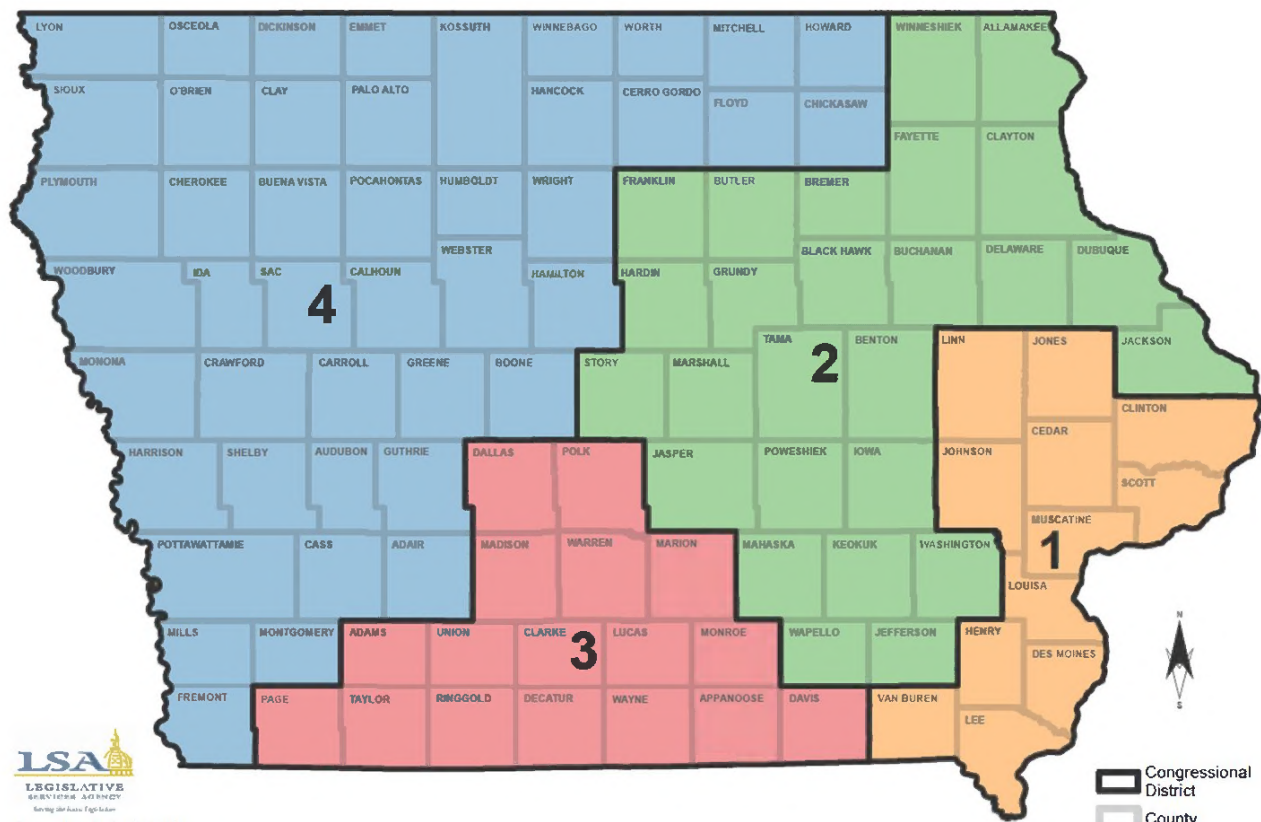 LYON OSCEOLA DICKINSON EMMET KOSSUTH WINNEBAGO WORTH MITCHELL HOWARD WINNESHIEK ALLAMAKEE
SIOUX O'BRIEN CLAY PALO ALTO HANCOCK CERRO GORDO FLOYD CHICKASAW
FAYETTE CLAYTON
PLYMOUTH CHEROKEE BUENA VISTA POCAHONTAS HUMBOLDT WRIGHT FRANKLIN BUTLER BREMER
WEBSTER BLACK HAWK BUCHANAN DELAWARE DUBUQUE
WOODBURY IDA SAC CALHOUN HAMILTON HARDIN GRUNDY
4
TAMA BENTON LINN JONES JACKSON
MONONA CRAWFORD CARROLL GREENE BOONE STORY MARSHALL
2
CLINTON
CEDAR
HARRISON SHELBY AUDUBON GUTHRIE DALLAS POLK JASPER POWESHIEK IOWA JOHNSON
SCOTT
MUSCATINE
POTTAWATTAMIE CASS ADAIR MADISON WARREN MARION MAHASKA KEOKUK WASHINGTON
1
LOUISA
MILLS MONTGOMERY ADAMS UNION CLARKE LUCAS MONROE WAPELLO JEFFERSON HENRY
3
DES MOINES
FREMONT PAGE TAYLOR RINGGOLD DECATUR WAYNE APPANOOSE DAVIS VAN BUREN
LEE
N
S
LSA
LEGISLATIVE
SERVICES AGENCY
Serving the Iowa Legislature
Congressional
District
County